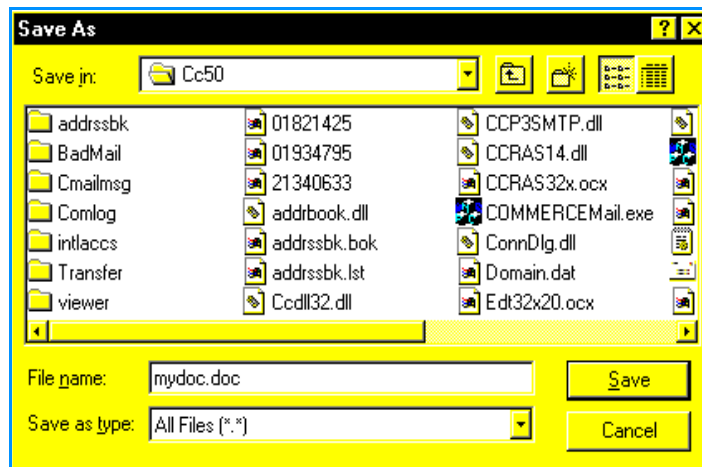 Save As
Save in: Cc50
addrssbk 01821425 CCP3SMTP.dll
BadMail 01934795 CCRAS14.dll
Cmailmsg 21340633 CCRAS32x.ocx
Comlog addrbook.dll COMMERCEMail.exe
intlaccs addrssbk.bok ConnDlg.dll
Transfer addrssbk.lst Domain.dat
viewer Ccdll32.dll Edt32x20.ocx
File name: mydoc.doc Save
Save as type: All Files (*.*) Cancel